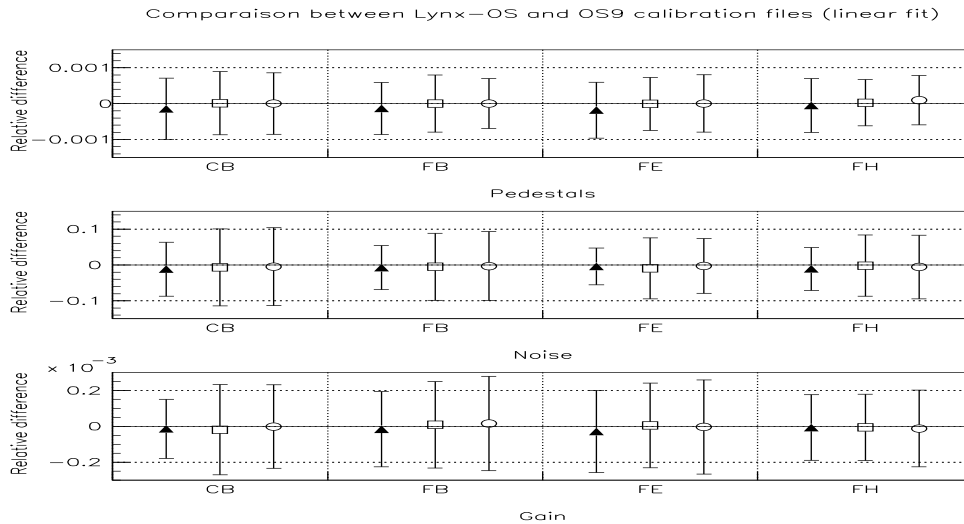 Comparaison between Lynx-OS and OS9 calibration files (linear fit)
Relative difference
0.001
0
-0.001
CB FB FE FH
Pedestals
Relative difference
0.1
0
-0.1
CB FB FE FH
Noise
x 10^-3
Relative difference
0.2
0
-0.2
CB FB FE FH
Gain